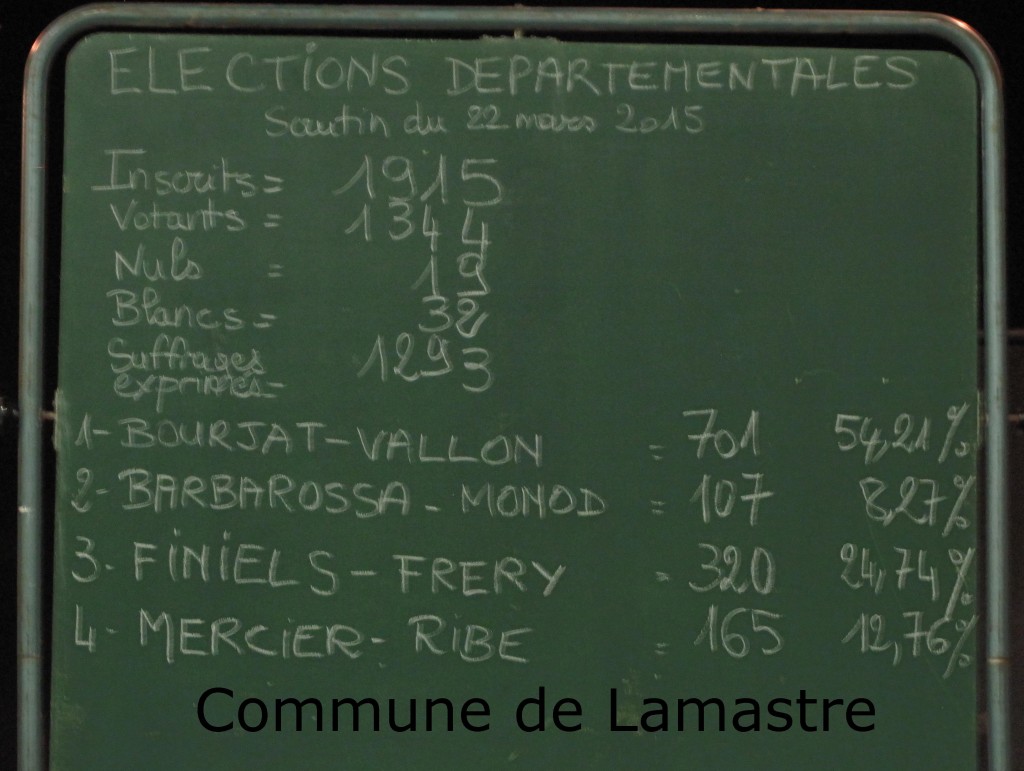 ELECTIONS DEPARTEMENTALES
Scrutin du 22 mars 2015
Inscrits = 1915
Votants = 1344
Nuls = 19
Blancs = 32
Suffrages
exprimés = 1293
1- BOURJAT - VALLON = 701 54,21%
2- BARBAROSSA - MONOD = 107 8,27%
3- FINIELS - FRERY = 320 24,74%
4- MERCIER - RIBE = 165 12,76%
Commune de Lamastre